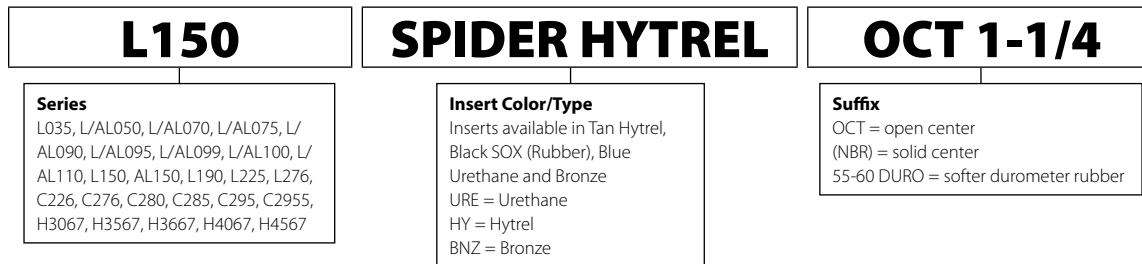 L150
SPIDER HYTREL
OCT 1-1/4
Series
L035, L/AL050, L/AL070, L/AL075, L/
AL090, L/AL095, L/AL099, L/AL100, L/
AL110, L150, AL150, L190, L225, L276,
C226, C276, C280, C285, C295, C2955,
H3067, H3567, H3667, H4067, H4567
Insert Color/Type
Inserts available in Tan Hytrel,
Black SOX (Rubber), Blue
Urethane and Bronze
URE = Urethane
HY = Hytrel
BNZ = Bronze
Suffix
OCT = open center
(NBR) = solid center
55-60 DURO = softer durometer rubber